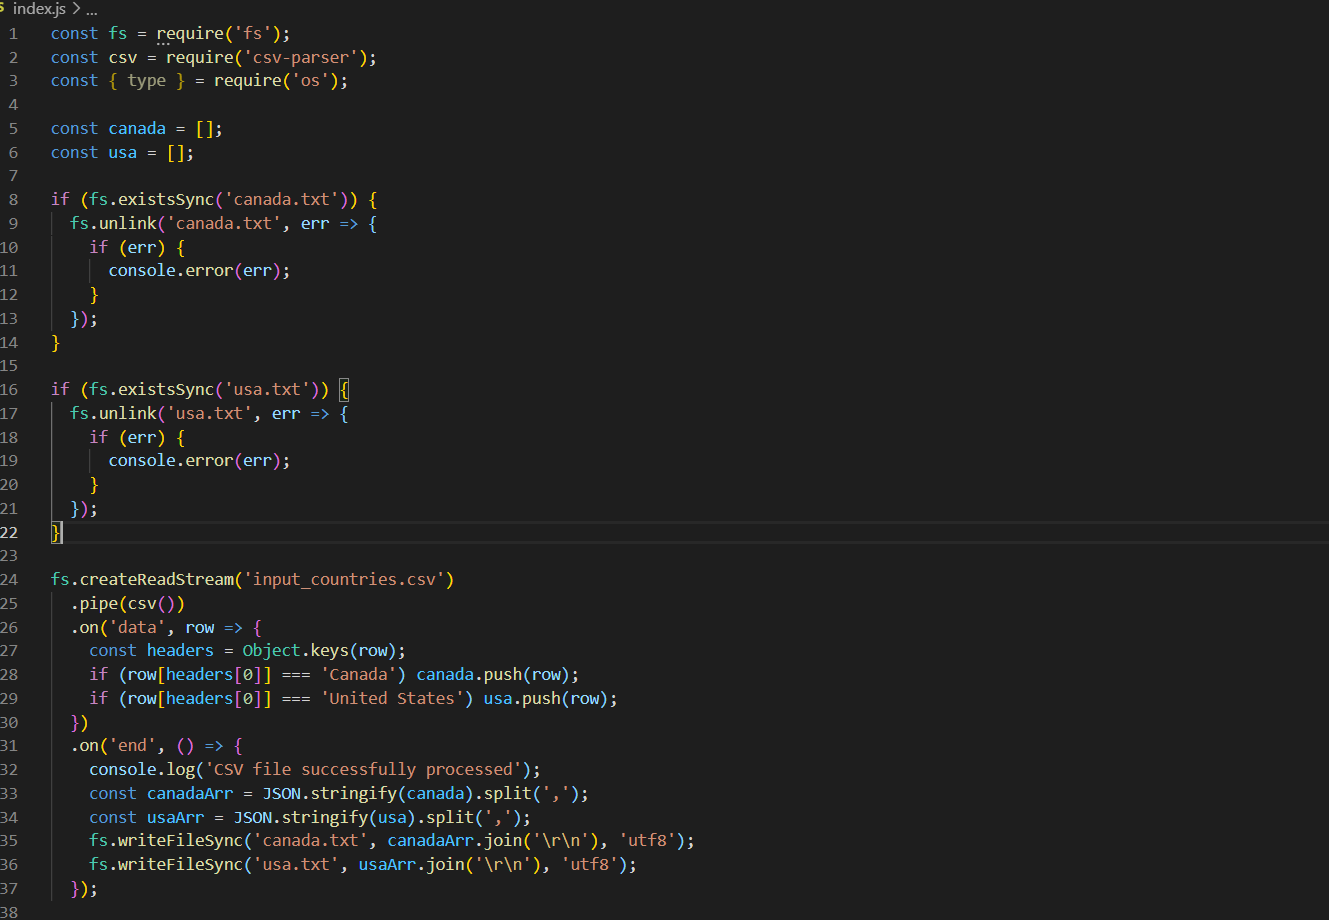 index.js > ...
1 const fs = require('fs');
2 const csv = require('csv-parser');
3 const { type } = require('os');
4
5 const canada = [];
6 const usa = [];
7
8 if (fs.existsSync('canada.txt')) {
9   fs.unlink('canada.txt', err => {
10     if (err) {
11       console.error(err);
12     }
13   });
14 }
15
16 if (fs.existsSync('usa.txt')) {
17   fs.unlink('usa.txt', err => {
18     if (err) {
19       console.error(err);
20     }
21   });
22 }
23
24 fs.createReadStream('input_countries.csv')
25   .pipe(csv())
26   .on('data', row => {
27     const headers = Object.keys(row);
28     if (row[headers[0]] === 'Canada') canada.push(row);
29     if (row[headers[0]] === 'United States') usa.push(row);
30   })
31   .on('end', () => {
32     console.log('CSV file successfully processed');
33     const canadaArr = JSON.stringify(canada).split(',');
34     const usaArr = JSON.stringify(usa).split(',');
35     fs.writeFileSync('canada.txt', canadaArr.join('\r\n'), 'utf8');
36     fs.writeFileSync('usa.txt', usaArr.join('\r\n'), 'utf8');
37   });
38